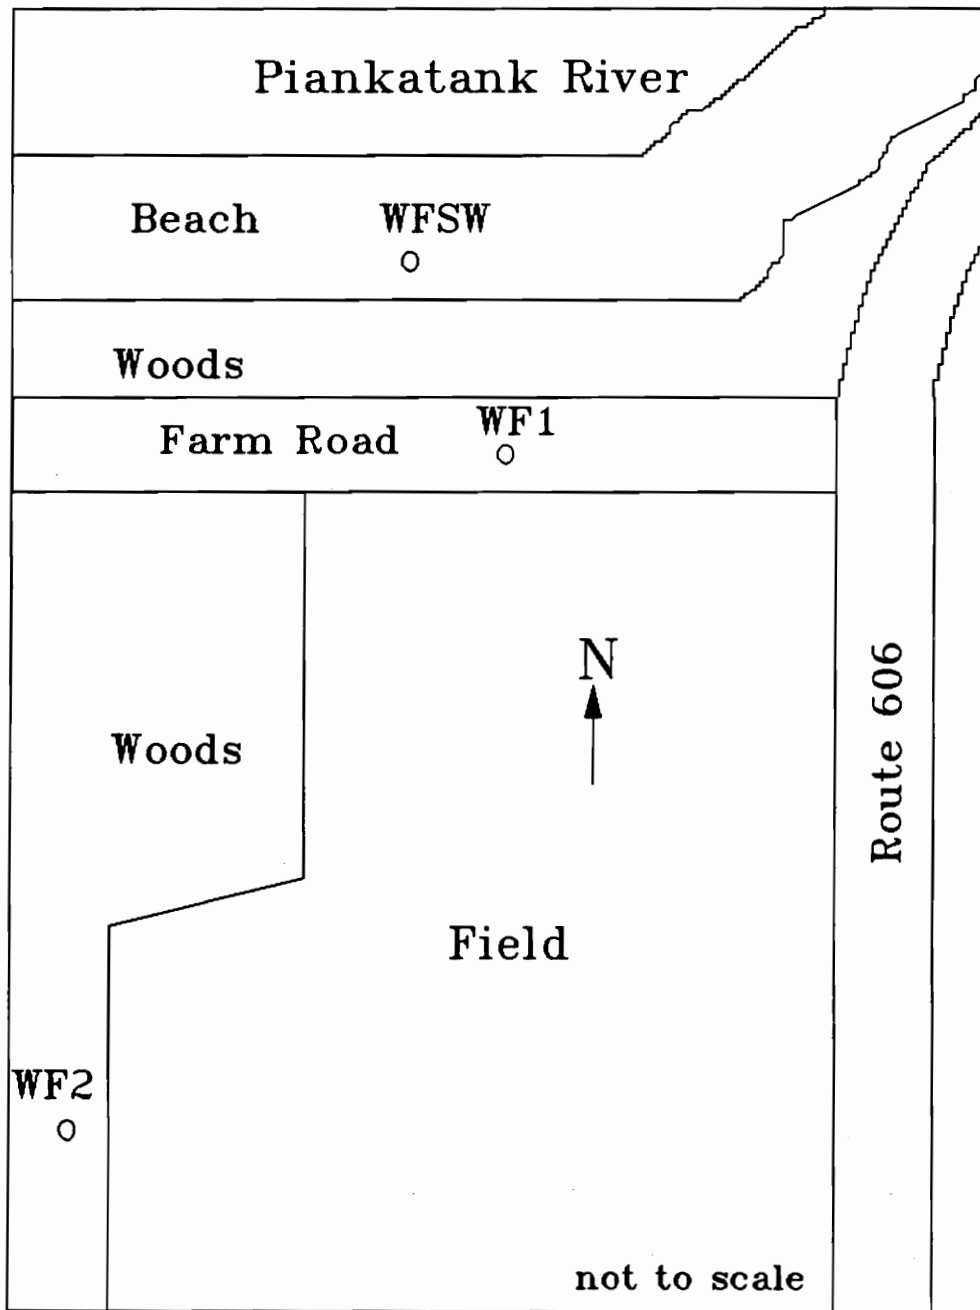 Piankatank River
Beach
WFSW
Woods
WF1
Farm Road
N
Route 606
Woods
Field
WF2
not to scale